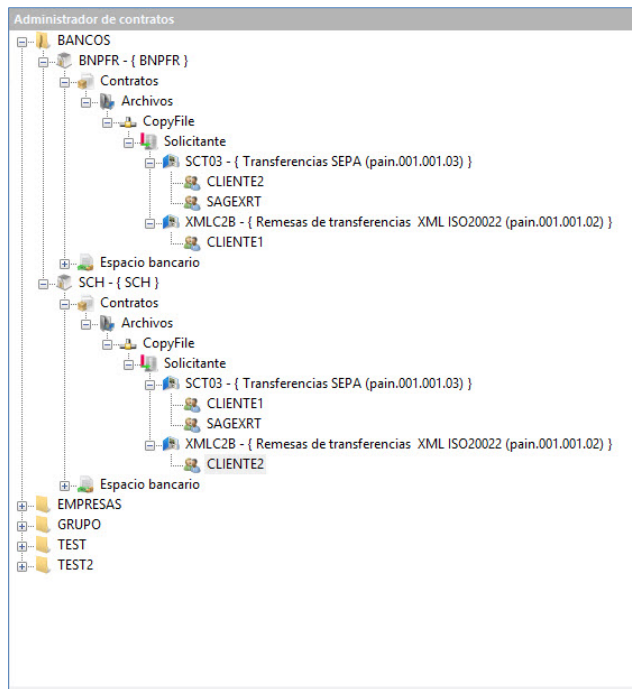 Administrador de contratos
BANCOS
BNPFR - { BNPFR }
Contratos
Archivos
CopyFile
Solicitante
SCT03 - { Transferencias SEPA (pain.001.001.03) }
CLIENTE2
SAGEXRT
XMLC2B - { Remesas de transferencias  XML ISO20022 (pain.001.001.02) }
CLIENTE1
Espacio bancario
SCH - { SCH }
Contratos
Archivos
CopyFile
Solicitante
SCT03 - { Transferencias SEPA (pain.001.001.03) }
CLIENTE1
SAGEXRT
XMLC2B - { Remesas de transferencias  XML ISO20022 (pain.001.001.02) }
CLIENTE2
Espacio bancario
EMPRESAS
GRUPO
TEST
TEST2